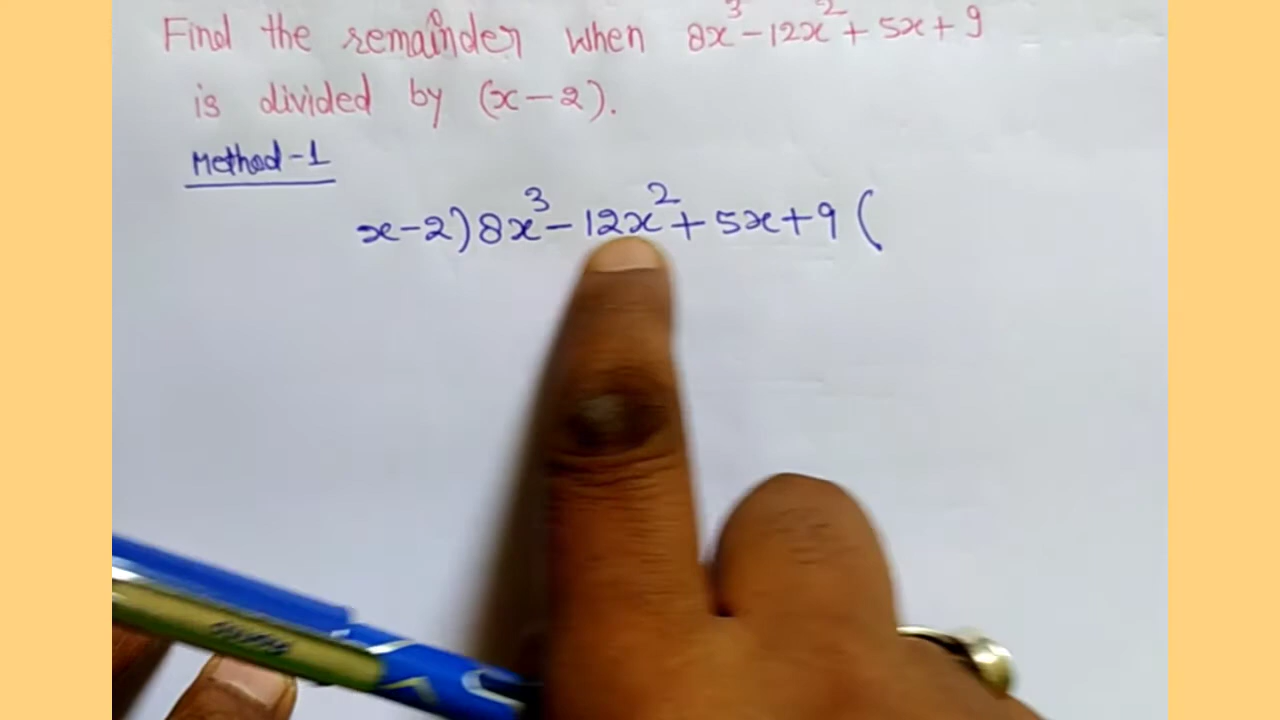 Find the remainder when 8x³ - 12x² + 5x + 9
is divided by (x - 2).
Method - 1
x - 2) 8x³ - 12x² + 5x + 9 (